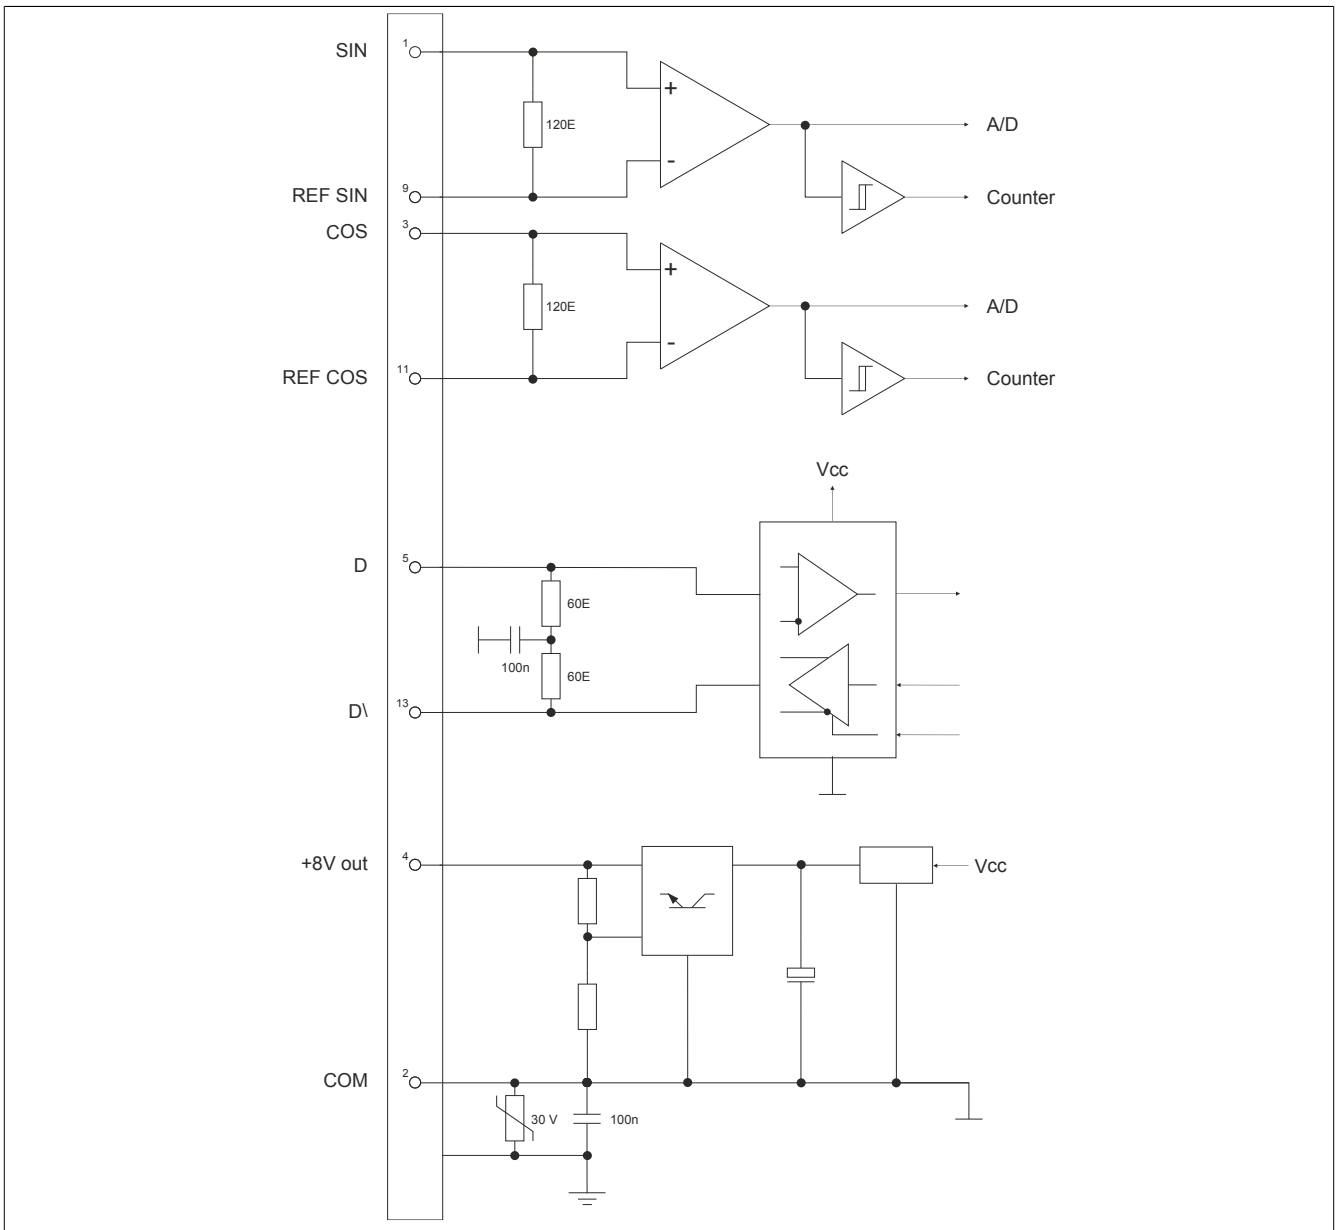 SIN 1
120E
+
-
A/D
REF SIN 9
Counter
COS 3
120E
+
-
A/D
REF COS 11
Counter
Vcc
D 5
60E
100n
60E
D\ 13
+8V out 4
Vcc
COM 2
30 V
100n